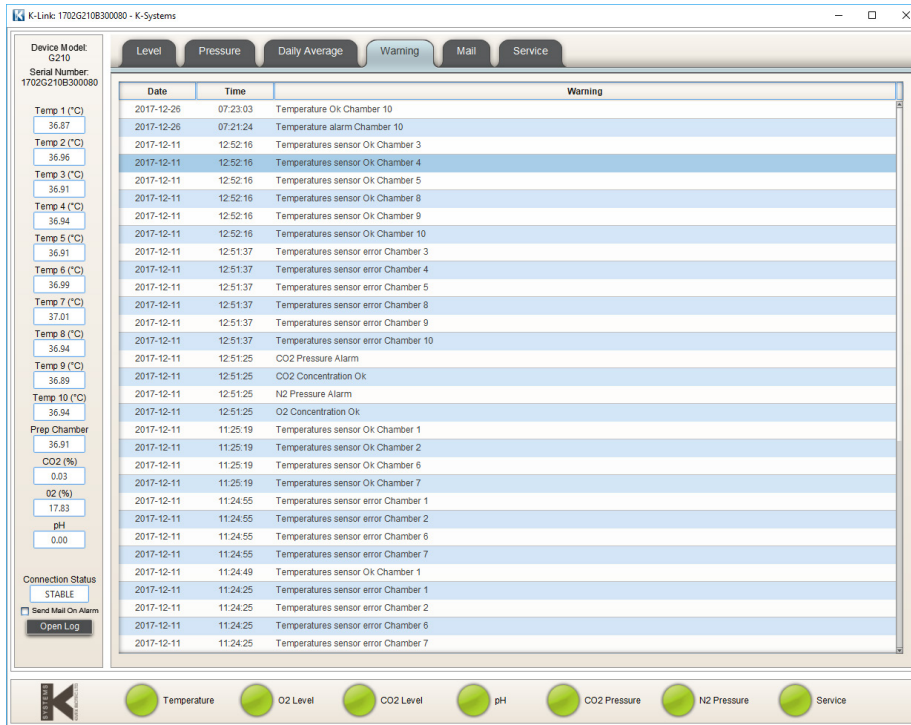 K-Link: 1702G210B300080 - K-Systems
Device Model:
G210
Serial Number:
1702G210B300080
Temp 1 (°C)
36.87
Temp 2 (°C)
36.96
Temp 3 (°C)
36.91
Temp 4 (°C)
36.94
Temp 5 (°C)
36.91
Temp 6 (°C)
36.99
Temp 7 (°C)
37.01
Temp 8 (°C)
36.94
Temp 9 (°C)
36.89
Temp 10 (°C)
36.94
Prep Chamber
36.91
CO2 (%)
0.03
02 (%)
17.83
pH
0.00
Connection Status
STABLE
Send Mail On Alarm
Open Log
Level Pressure Daily Average Warning Mail Service
Date Time Warning
2017-12-26 07:23:03 Temperature Ok Chamber 10
2017-12-26 07:21:24 Temperature alarm Chamber 10
2017-12-11 12:52:16 Temperatures sensor Ok Chamber 3
2017-12-11 12:52:16 Temperatures sensor Ok Chamber 4
2017-12-11 12:52:16 Temperatures sensor Ok Chamber 5
2017-12-11 12:52:16 Temperatures sensor Ok Chamber 8
2017-12-11 12:52:16 Temperatures sensor Ok Chamber 9
2017-12-11 12:52:16 Temperatures sensor Ok Chamber 10
2017-12-11 12:51:37 Temperatures sensor error Chamber 3
2017-12-11 12:51:37 Temperatures sensor error Chamber 4
2017-12-11 12:51:37 Temperatures sensor error Chamber 5
2017-12-11 12:51:37 Temperatures sensor error Chamber 8
2017-12-11 12:51:37 Temperatures sensor error Chamber 9
2017-12-11 12:51:37 Temperatures sensor error Chamber 10
2017-12-11 12:51:25 CO2 Pressure Alarm
2017-12-11 12:51:25 CO2 Concentration Ok
2017-12-11 12:51:25 N2 Pressure Alarm
2017-12-11 12:51:25 O2 Concentration Ok
2017-12-11 11:25:19 Temperatures sensor Ok Chamber 1
2017-12-11 11:25:19 Temperatures sensor Ok Chamber 2
2017-12-11 11:25:19 Temperatures sensor Ok Chamber 6
2017-12-11 11:25:19 Temperatures sensor Ok Chamber 7
2017-12-11 11:24:55 Temperatures sensor error Chamber 1
2017-12-11 11:24:55 Temperatures sensor error Chamber 2
2017-12-11 11:24:55 Temperatures sensor error Chamber 6
2017-12-11 11:24:55 Temperatures sensor error Chamber 7
2017-12-11 11:24:49 Temperatures sensor Ok Chamber 1
2017-12-11 11:24:25 Temperatures sensor error Chamber 1
2017-12-11 11:24:25 Temperatures sensor error Chamber 2
2017-12-11 11:24:25 Temperatures sensor error Chamber 6
2017-12-11 11:24:25 Temperatures sensor error Chamber 7
SYSTEMS
K
Temperature O2 Level CO2 Level pH CO2 Pressure N2 Pressure Service